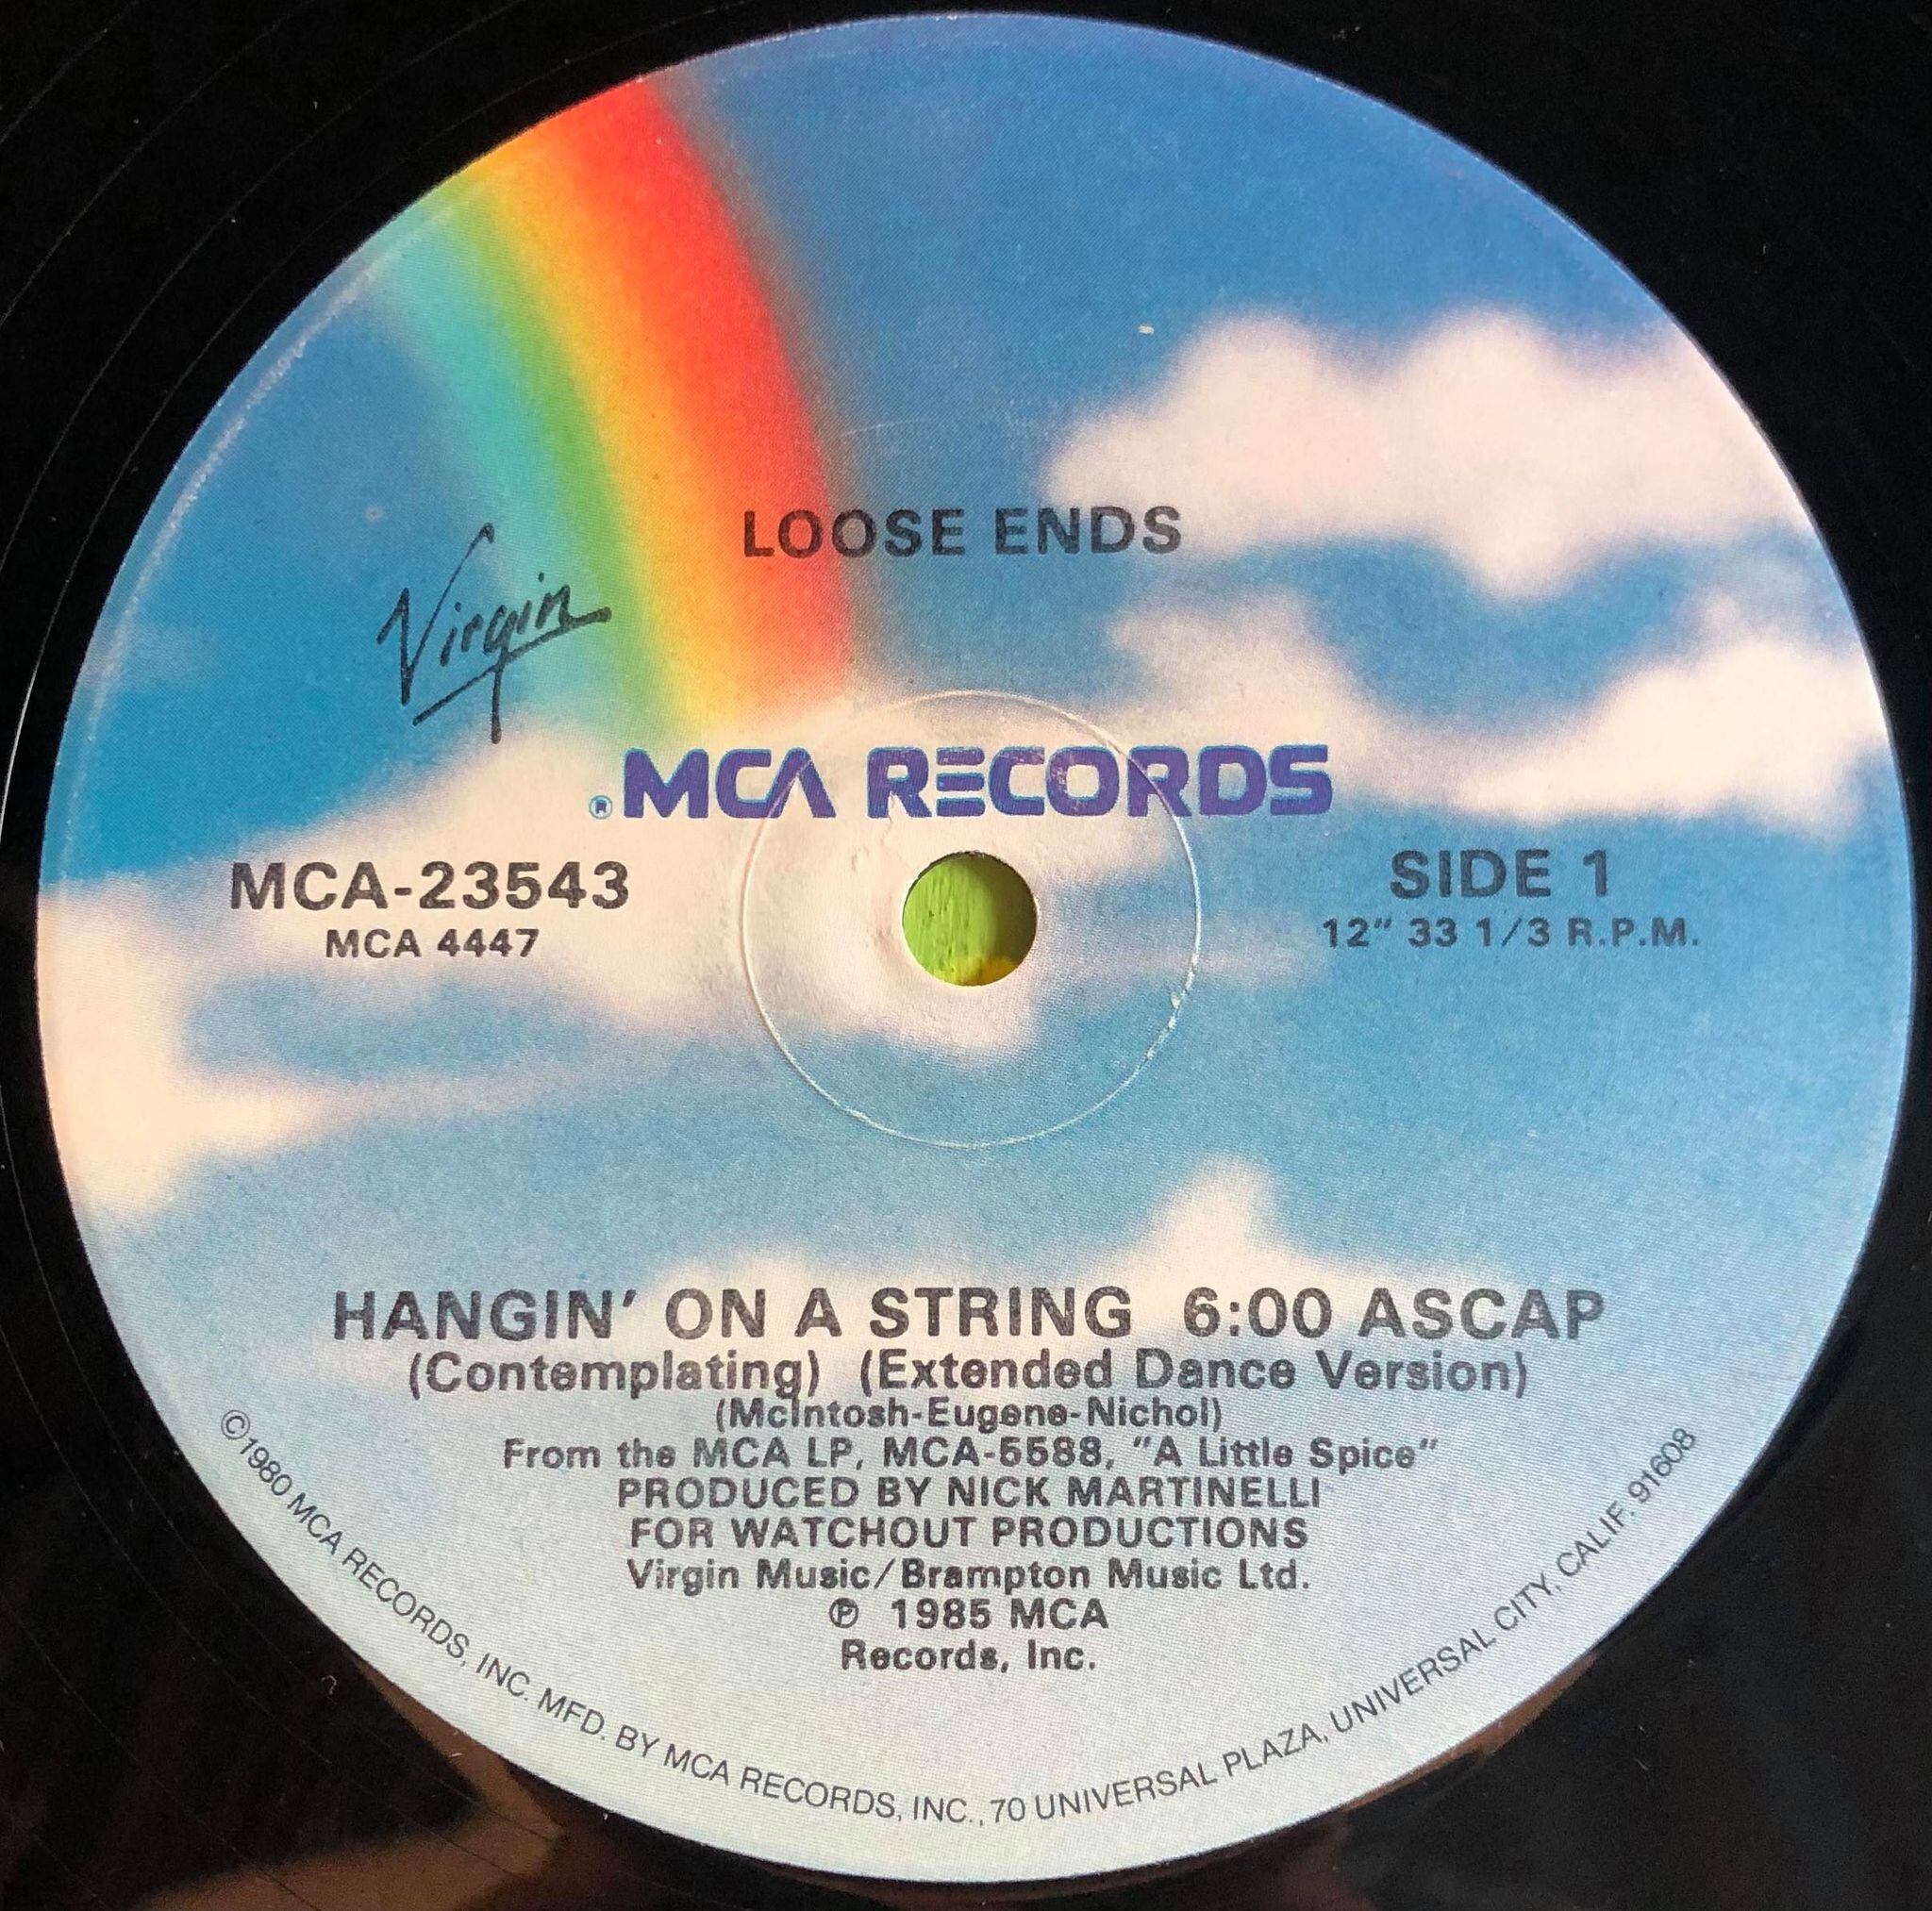 LOOSE ENDS
Virgin
® MCA RECORDS
MCA-23543
MCA 4447
SIDE 1
12" 33 1/3 R.P.M.
HANGIN' ON A STRING 6:00 ASCAP
(Contemplating) (Extended Dance Version)
(McIntosh-Eugene-Nichol)
From the MCA LP, MCA-5588, "A Little Spice"
PRODUCED BY NICK MARTINELLI
FOR WATCHOUT PRODUCTIONS
Virgin Music/Brampton Music Ltd.
℗ 1985 MCA
Records, Inc.
©1980 MCA RECORDS, INC. MFD. BY MCA RECORDS, INC., 70 UNIVERSAL PLAZA, UNIVERSAL CITY, CALIF. 91608